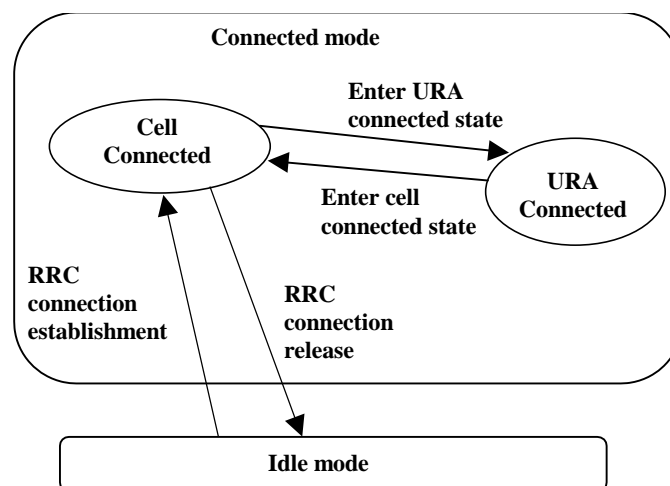 Connected mode
Enter URA
connected state
Cell
Connected
URA
Connected
Enter cell
connected state
RRC
connection
establishment
RRC
connection
release
Idle mode